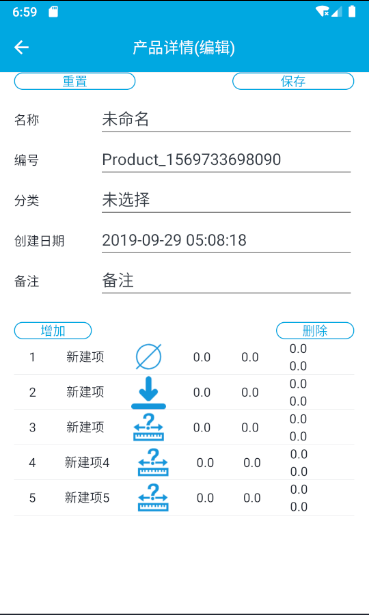 6:59
产品详情(编辑)
重置 保存
名称 未命名
编号 Product_1569733698090
分类 未选择
创建日期 2019-09-29 05:08:18
备注 备注
增加 删除
1 新建项 0.0 0.0 0.0
0.0
2 新建项 0.0 0.0 0.0
0.0
3 新建项 ? 0.0 0.0 0.0
0.0
4 新建项4 ? 0.0 0.0 0.0
0.0
5 新建项5 ? 0.0 0.0 0.0
0.0